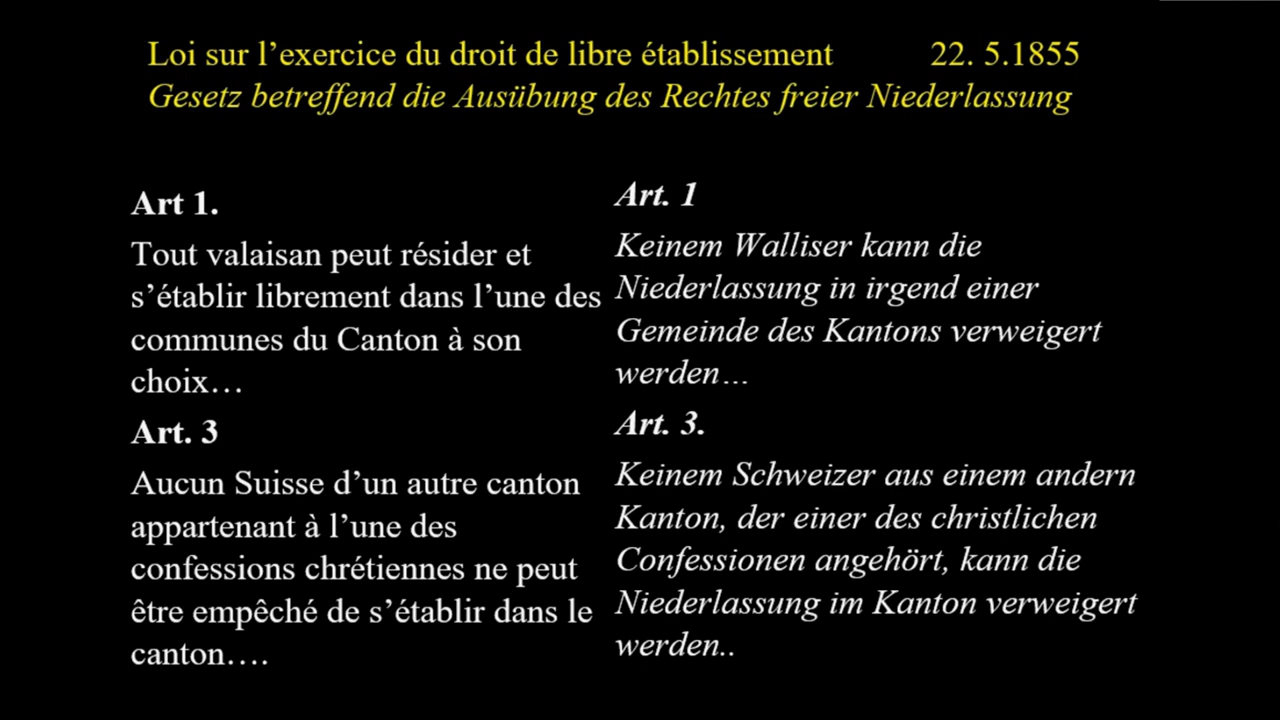 Loi sur l’exercice du droit de libre établissement 22. 5.1855
Gesetz betreffend die Ausübung des Rechtes freier Niederlassung
Art 1.
Tout valaisan peut résider et
s’établir librement dans l’une des
communes du Canton à son
choix…
Art. 3
Aucun Suisse d’un autre canton
appartenant à l’une des
confessions chrétiennes ne peut
être empêché de s’établir dans le
canton….
Art. 1
Keinem Walliser kann die
Niederlassung in irgend einer
Gemeinde des Kantons verweigert
werden…
Art. 3.
Keinem Schweizer aus einem andern
Kanton, der einer des christlichen
Confessionen angehört, kann die
Niederlassung im Kanton verweigert
werden..